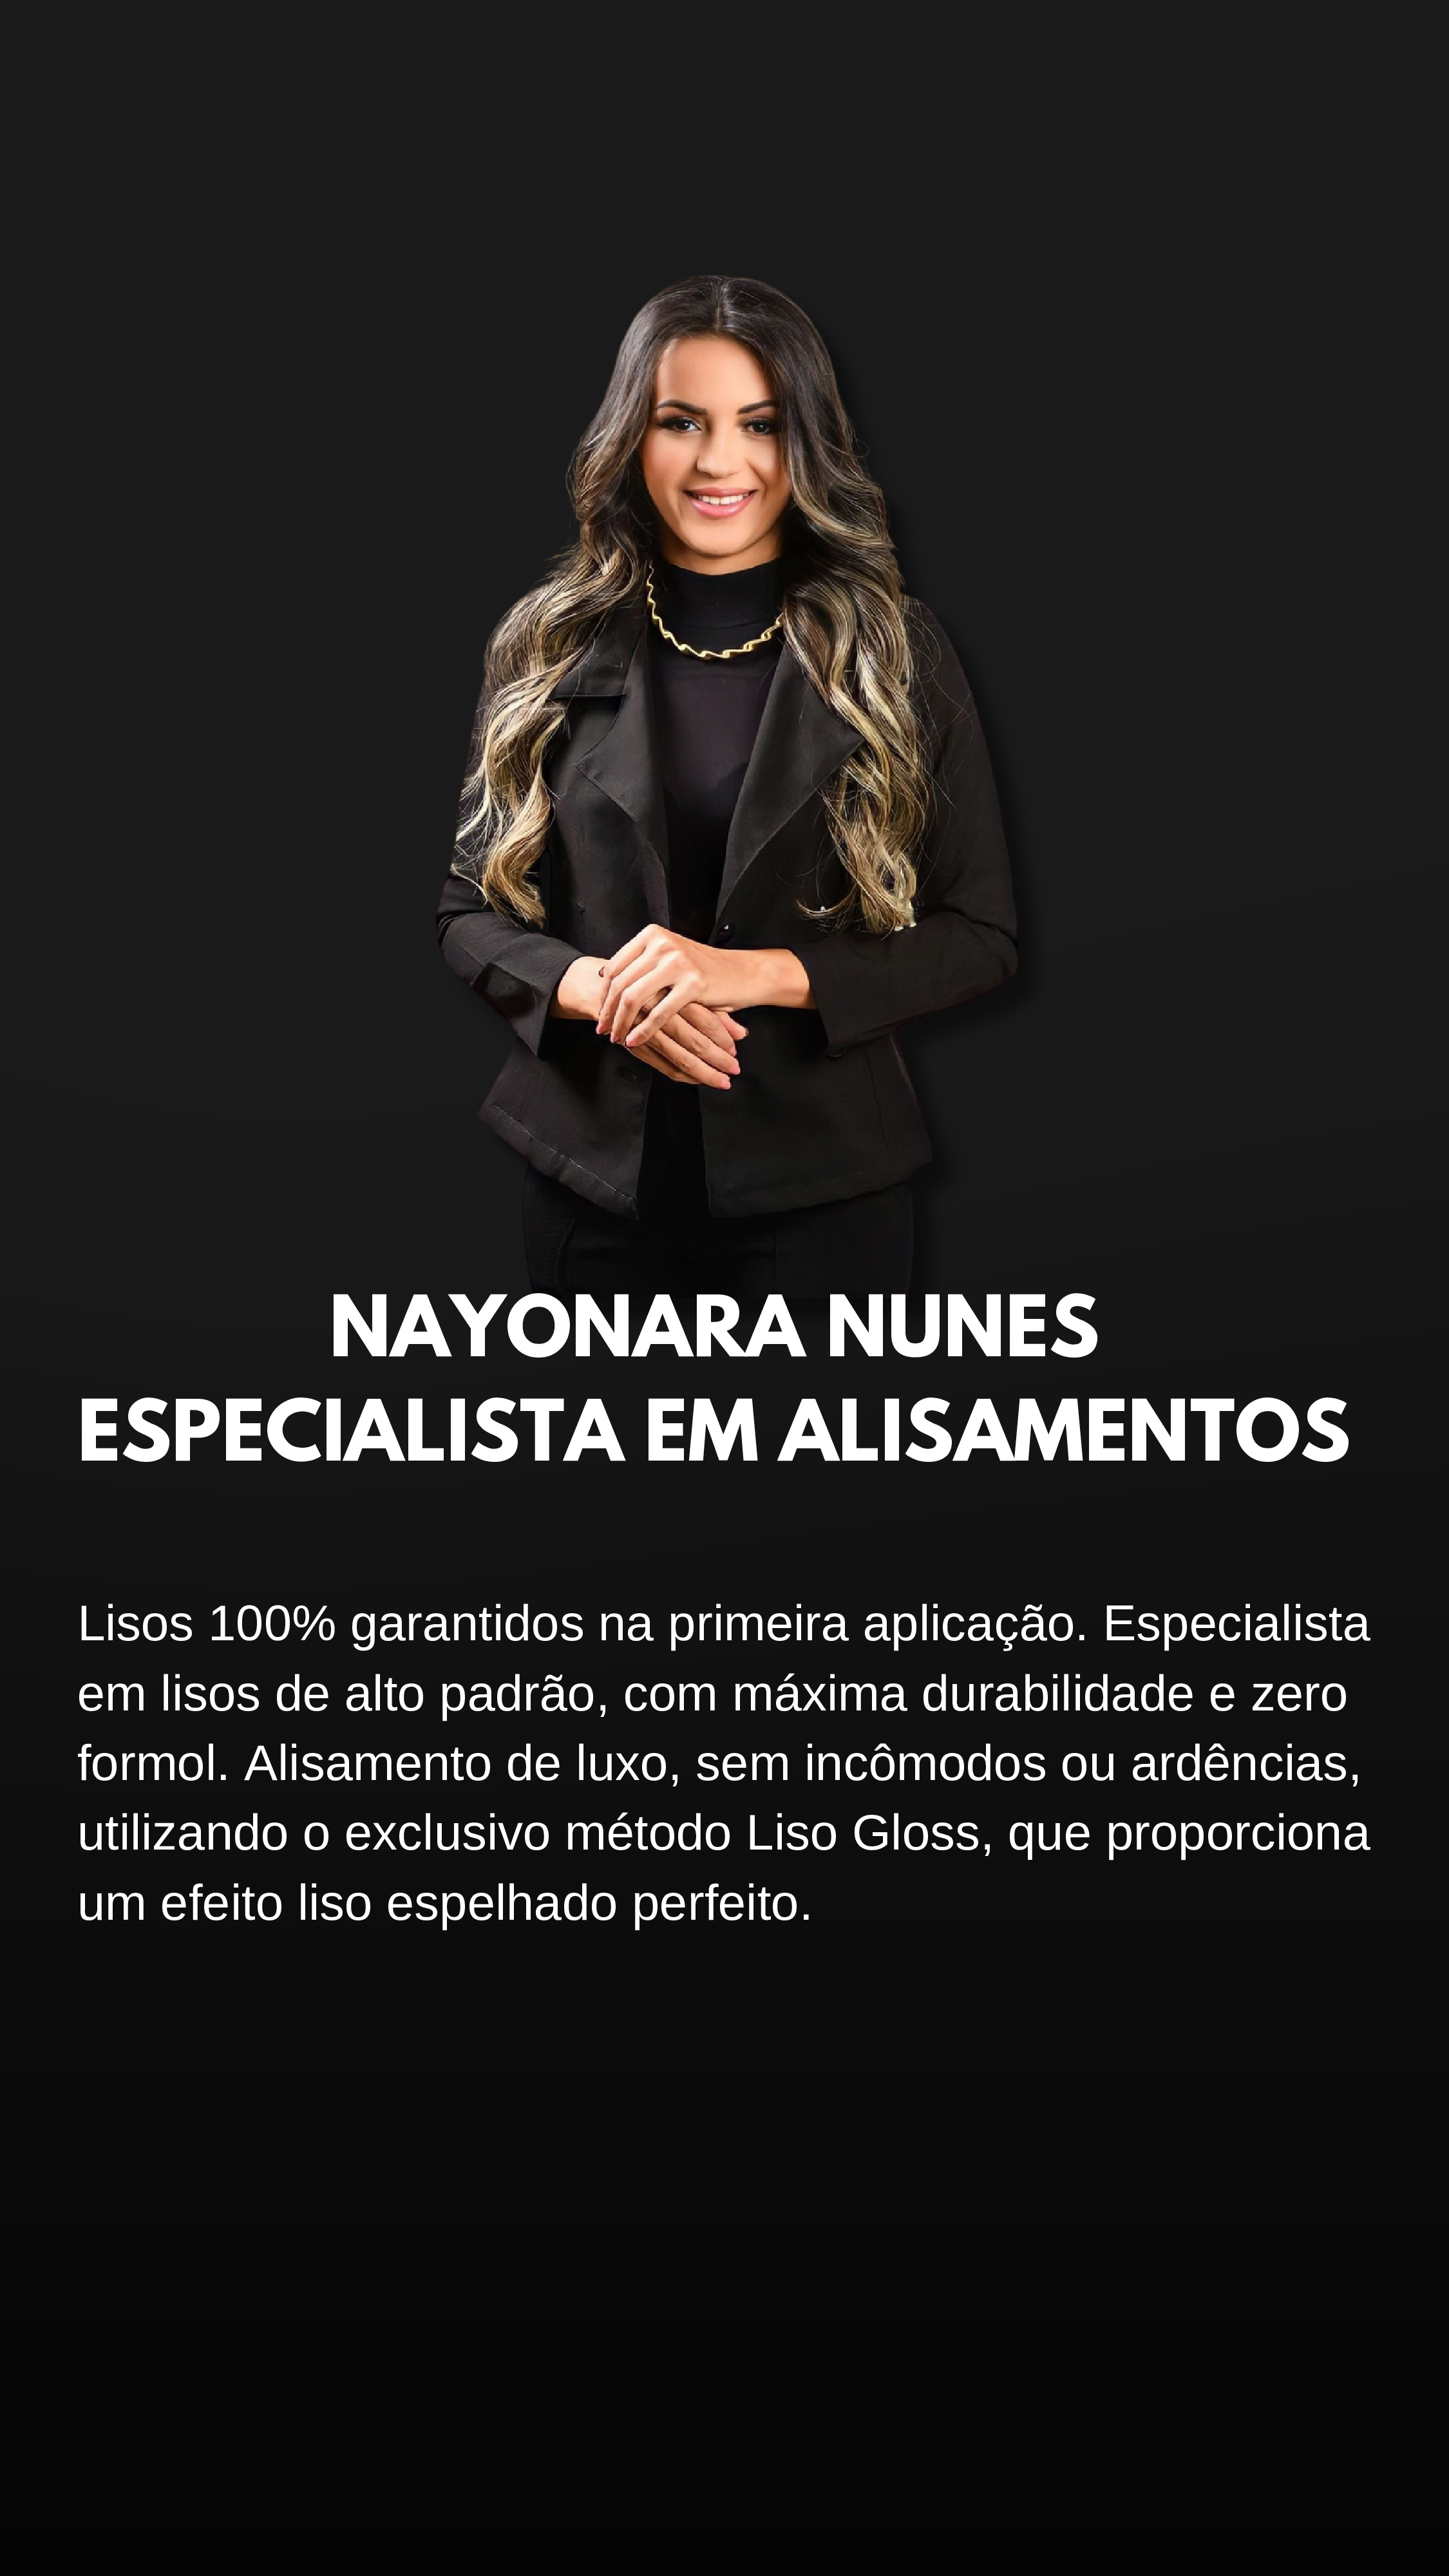 NAYONARA NUNES
ESPECIALISTA EM ALISAMENTOS
Lisos 100% garantidos na primeira aplicação. Especialista
em lisos de alto padrão, com máxima durabilidade e zero
formol. Alisamento de luxo, sem incômodos ou ardências,
utilizando o exclusivo método Liso Gloss, que proporciona
um efeito liso espelhado perfeito.